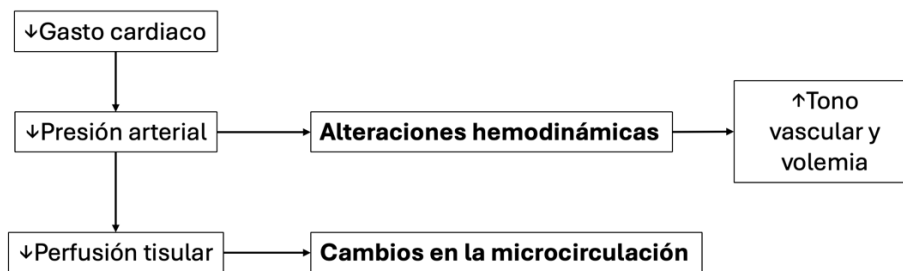 ↓Gasto cardiaco
↓Presión arterial
Alteraciones hemodinámicas
↑Tono
vascular y
volemia
↓Perfusión tisular
Cambios en la microcirculación